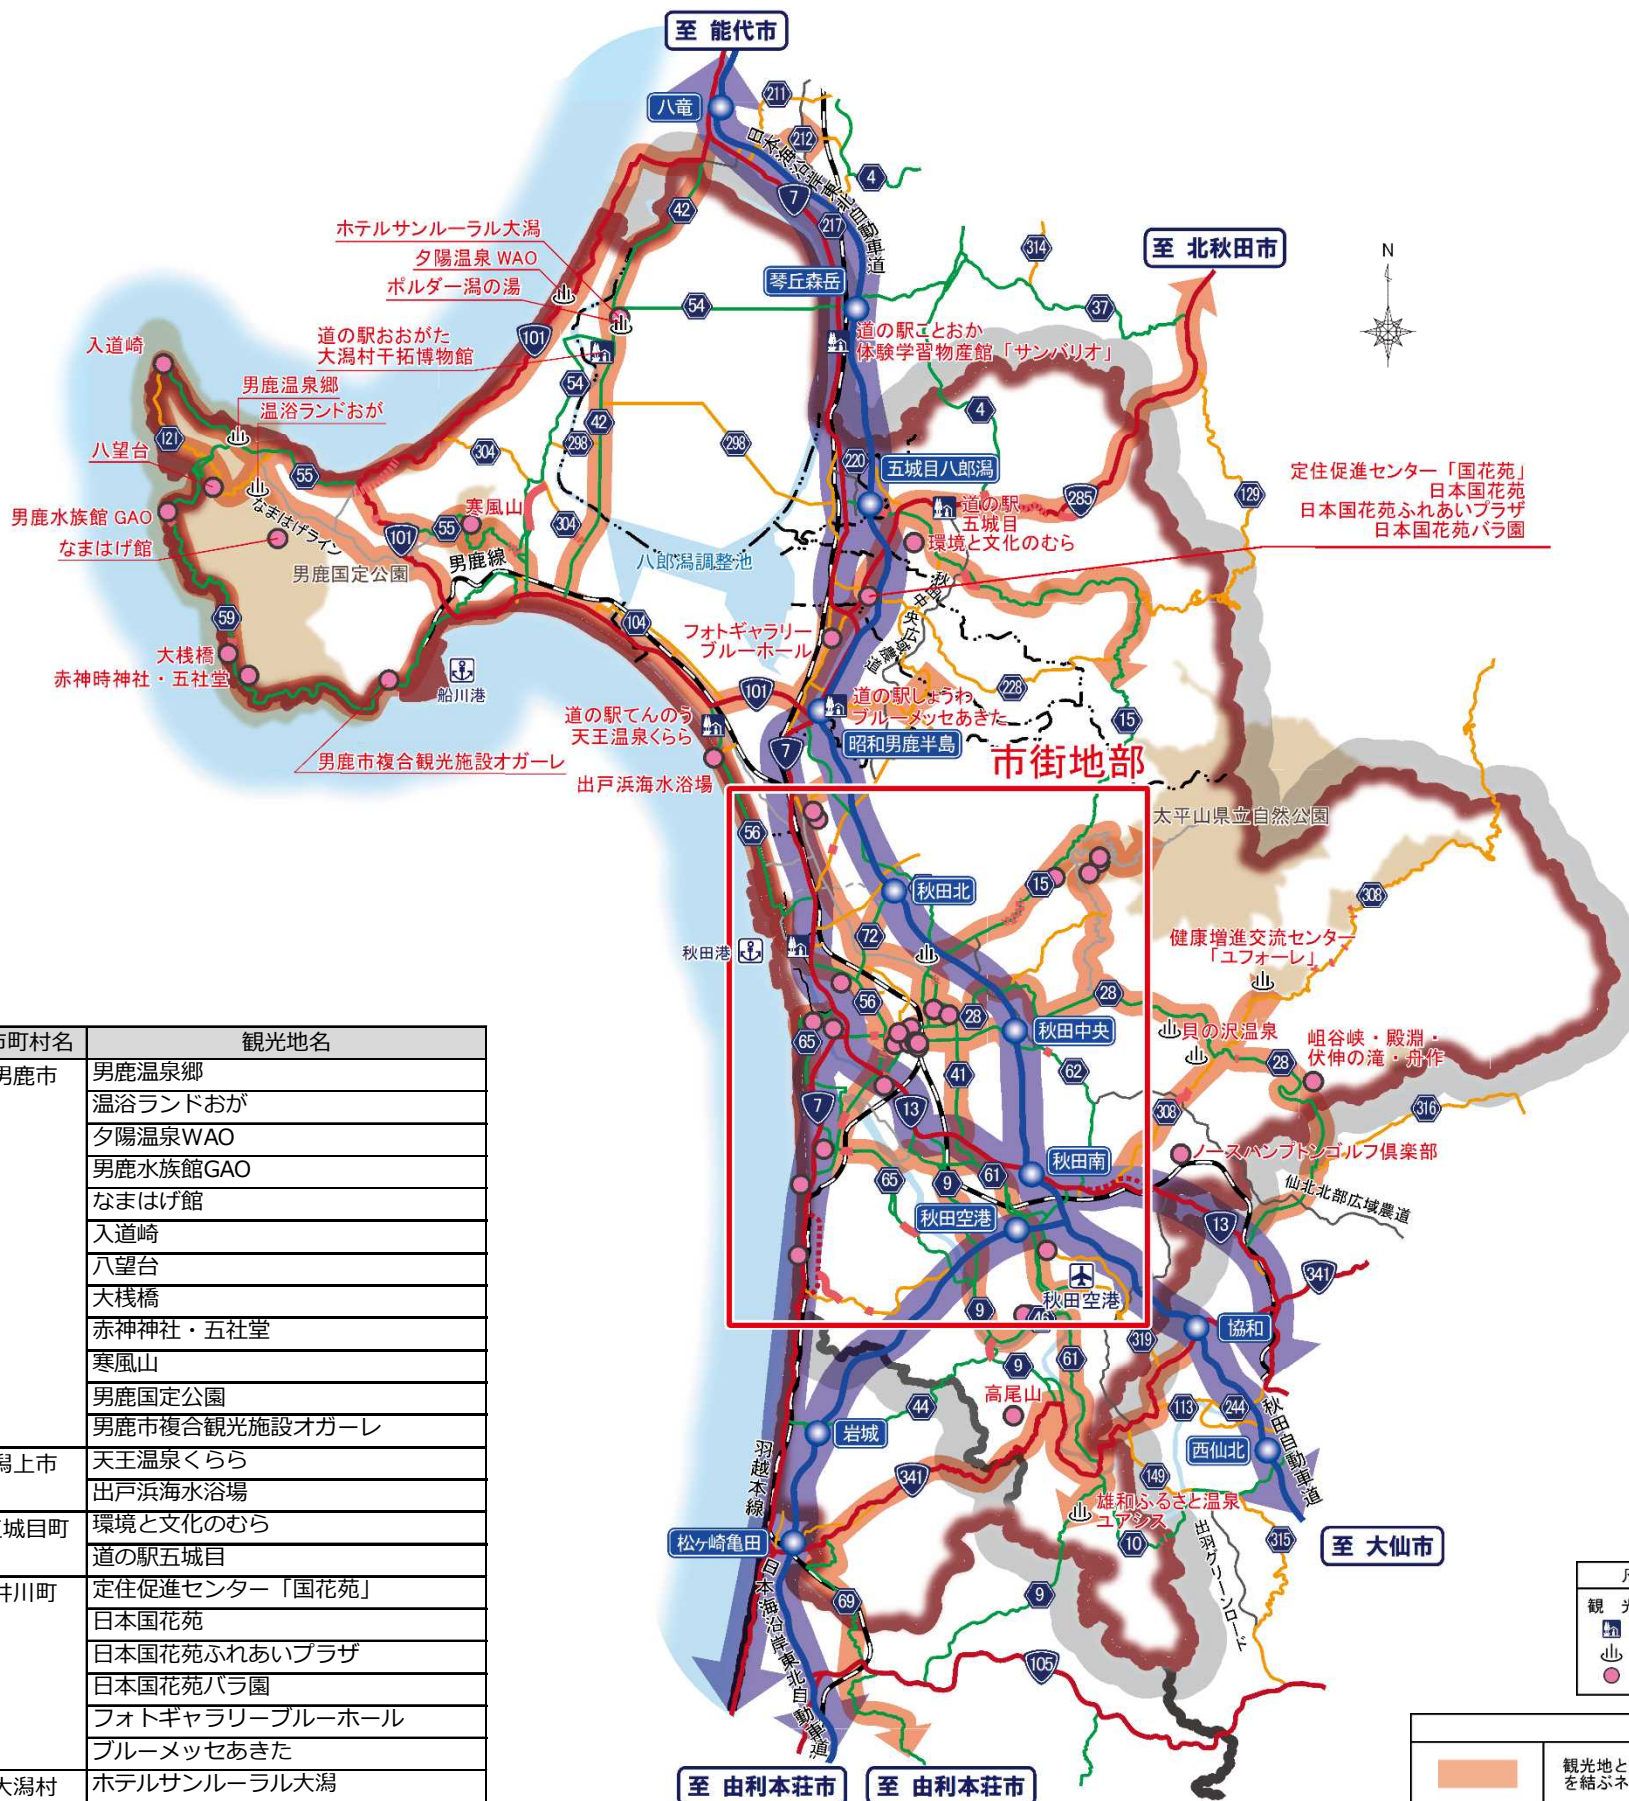 至 能代市
八竜
211
212
日本海沿岸東北自動車道
4
7
42
217
ホテルサンルーラル大潟
夕陽温泉 WAO
ポルダー潟の湯
314
至 北秋田市
N
琴丘森岳
54
37
道の駅おおがた
大潟村干拓博物館
101
道の駅ことおか
体験学習物産館「サンバリオ」
入道崎
男鹿温泉郷
温浴ランドおが
54
42
4
121
八望台
304
298
298
220
五城目八郎潟
55
定住促進センター「国花苑」
日本国花苑
日本国花苑ふれあいプラザ
日本国花苑バラ園
285
129
男鹿水族館 GAO
なまはげライン
寒風山
道の駅
五城目
なまはげ館
101
55
304
環境と文化のむら
男鹿国定公園
男鹿線
八郎潟調整池
秋田中央広域農道
59
104
フォトギャラリー
ブルーホール
大桟橋
赤神時神社・五社堂
船川港
101
228
道の駅しょうわ
ブルーメッセあきた
15
道の駅てんのう
天王温泉くらら
7
昭和男鹿半島
男鹿市複合観光施設オガーレ
市街地部
出戸浜海水浴場
太平山県立自然公園
56
秋田北
15
308
72
秋田港
健康増進交流センター
「ユフォーレ」
56
28
28
65
秋田中央
貝の沢温泉
岨谷峡・殿淵・
伏伸の滝・舟作
28
41
62
7
13
308
316
秋田南
ノースハンプトンゴルフ倶楽部
65
9
61
仙北北部広域農道
秋田空港
13
341
秋田空港
9
46
319
協和
9
61
高尾山
44
113
244
岩城
西仙北
秋田自動車道
羽越本線
341
149
雄和ふるさと温泉
ユアシス
松ヶ崎亀田
10
出羽グリーンロード
315
至 大仙市
69
9
日本海沿岸東北自動車道
105
至 由利本荘市
至 由利本荘市
市町村名 観光地名
男鹿市 男鹿温泉郷
温浴ランドおが
夕陽温泉WAO
男鹿水族館GAO
なまはげ館
入道崎
八望台
大桟橋
赤神神社・五社堂
寒風山
男鹿国定公園
男鹿市複合観光施設オガーレ
潟上市 天王温泉くらら
出戸浜海水浴場
城目町 環境と文化のむら
道の駅五城目
井川町 定住促進センター「国花苑」
日本国花苑
日本国花苑ふれあいプラザ
日本国花苑バラ園
フォトギャラリーブルーホール
ブルーメッセあきた
大潟村 ホテルサンルーラル大潟
観 光
観光地と
を結ぶネ